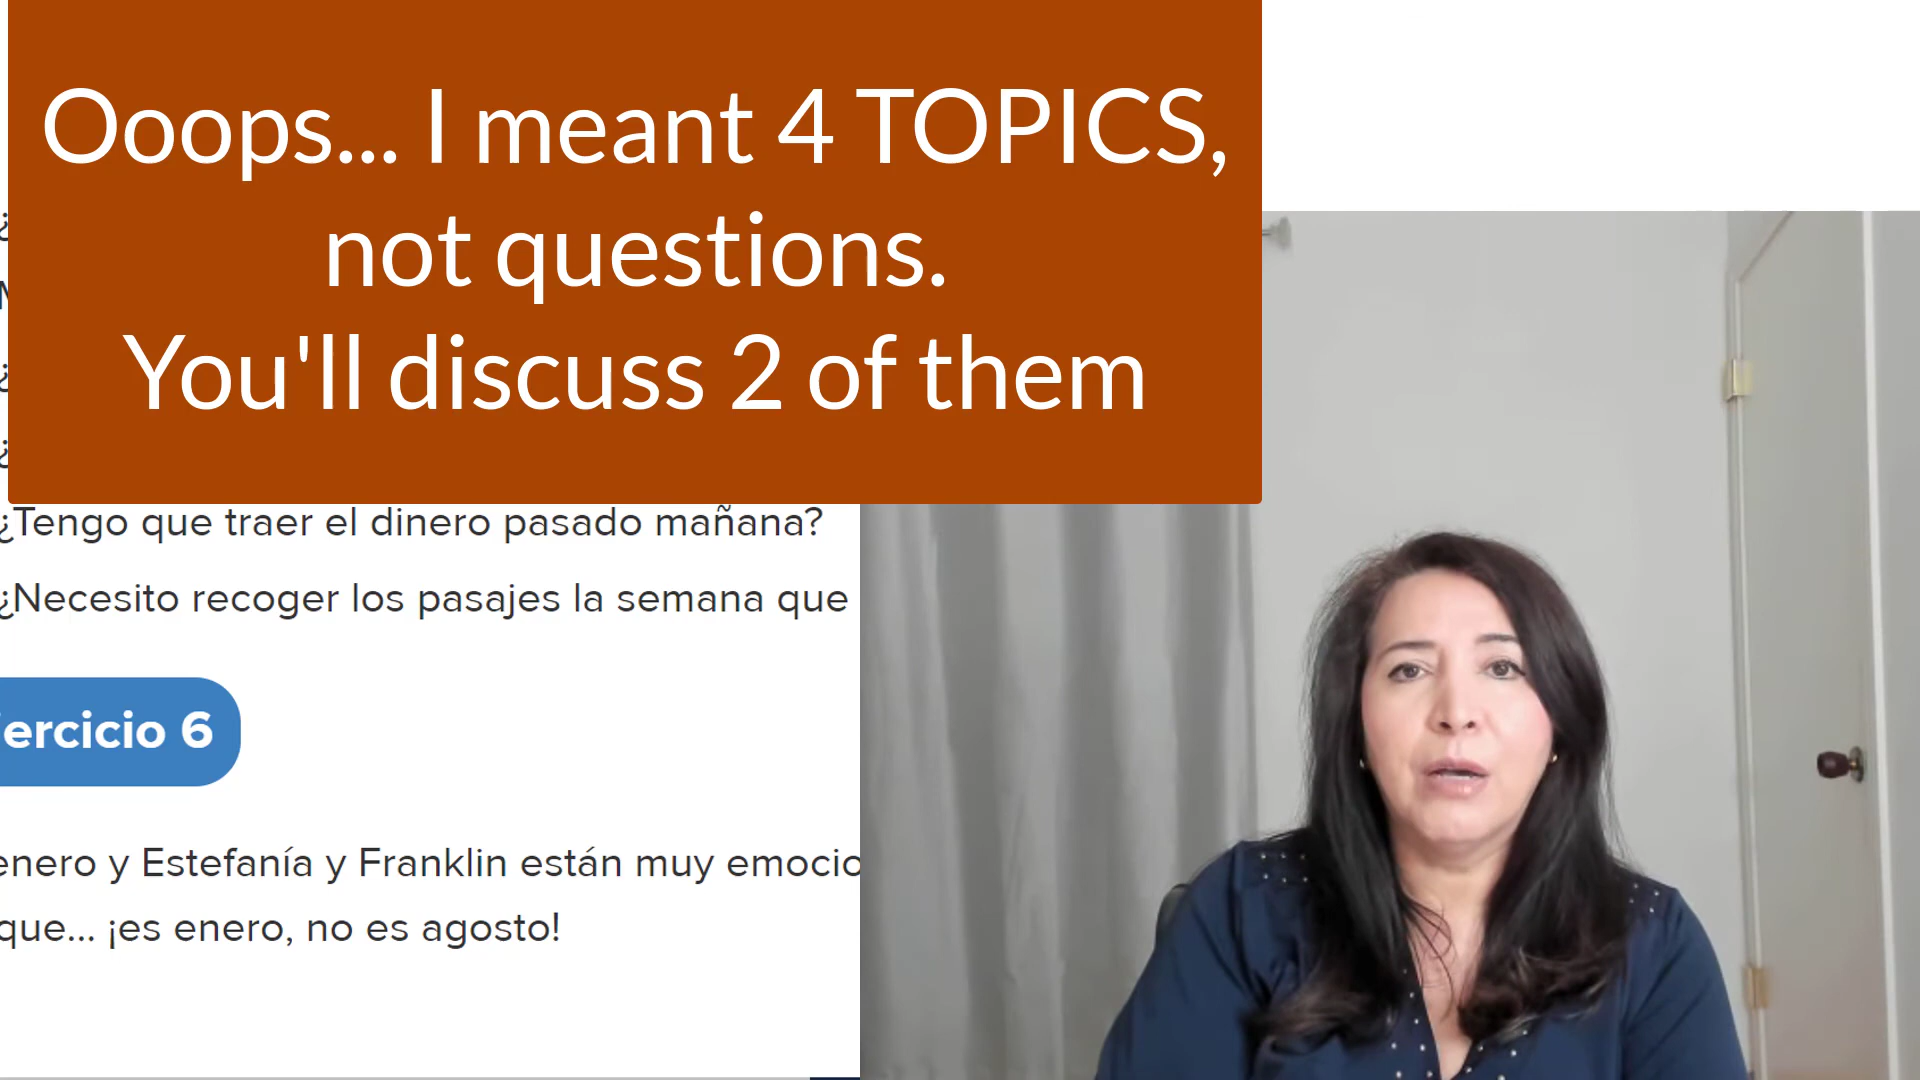 Ooops... I meant 4 TOPICS,
not questions.
You'll discuss 2 of them
¿
¿
¿
¿Tengo que traer el dinero pasado mañana?
¿Necesito recoger los pasajes la semana que
ercicio 6
enero y Estefanía y Franklin están muy
que... ¡es enero, no es agosto!